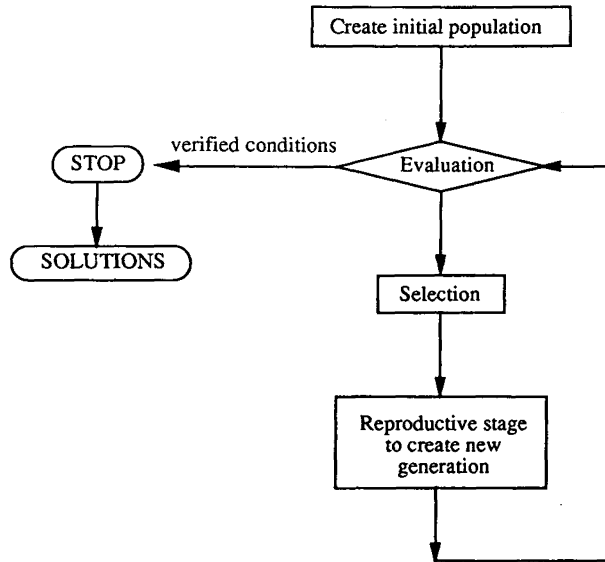 Create initial population
verified conditions
STOP
Evaluation
SOLUTIONS
Selection
Reproductive stage
to create new
generation